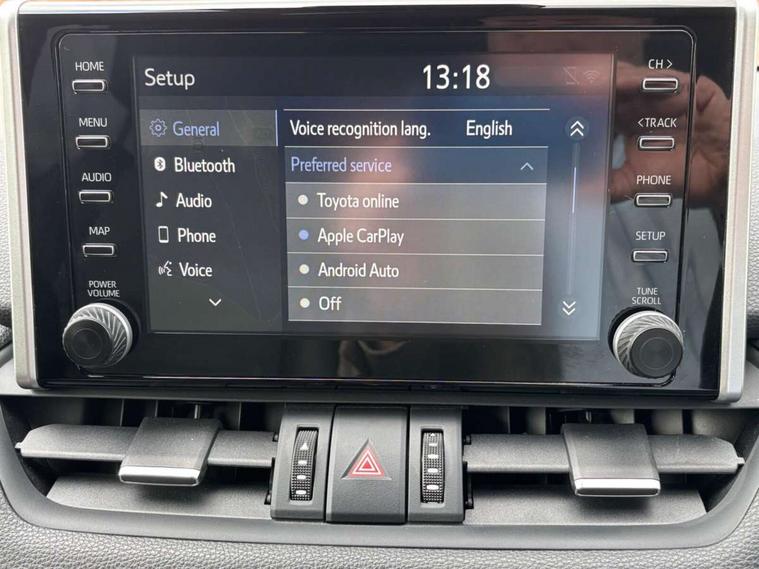 HOME
MENU
AUDIO
MAP
POWER
VOLUME
Setup
13:18
General
Bluetooth
Audio
Phone
Voice
Voice recognition lang. English
Preferred service
Toyota online
Apple CarPlay
Android Auto
Off
CH >
< TRACK
PHONE
SETUP
TUNE
SCROLL